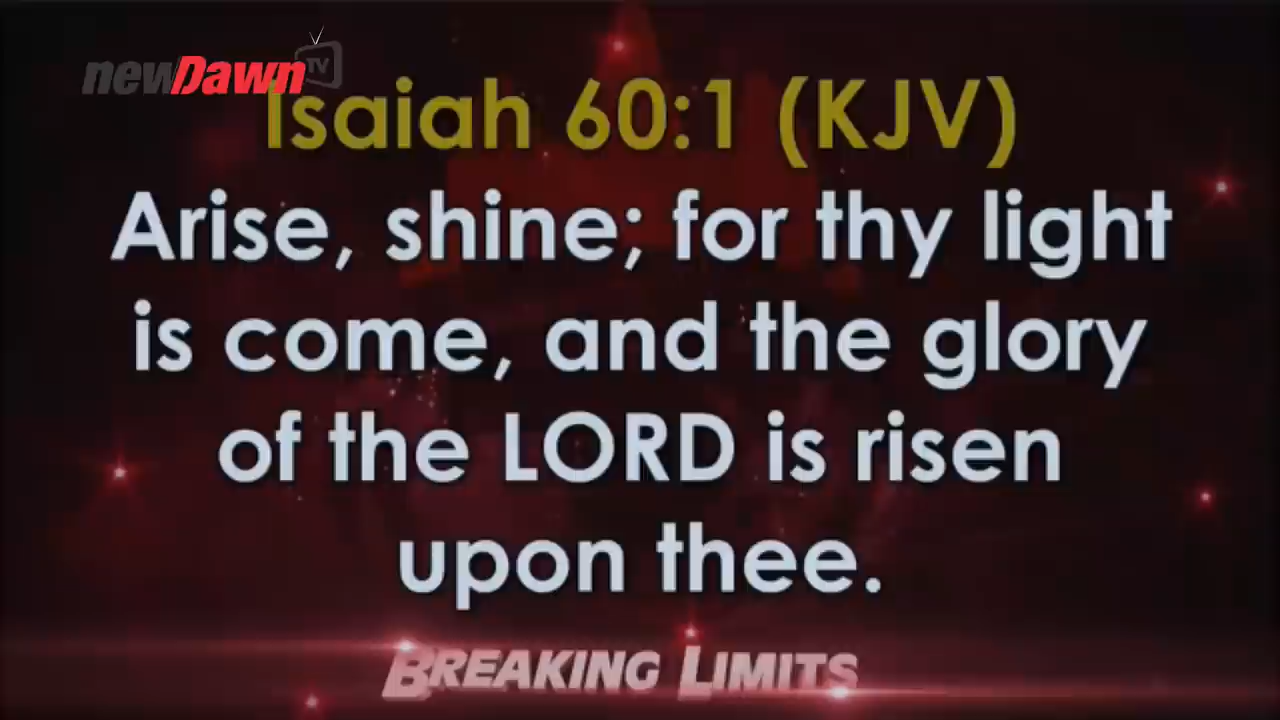 newDawn TV
Isaiah 60:1 (KJV)
Arise, shine; for thy light
is come, and the glory
of the LORD is risen
upon thee.
BREAKING LIMITS